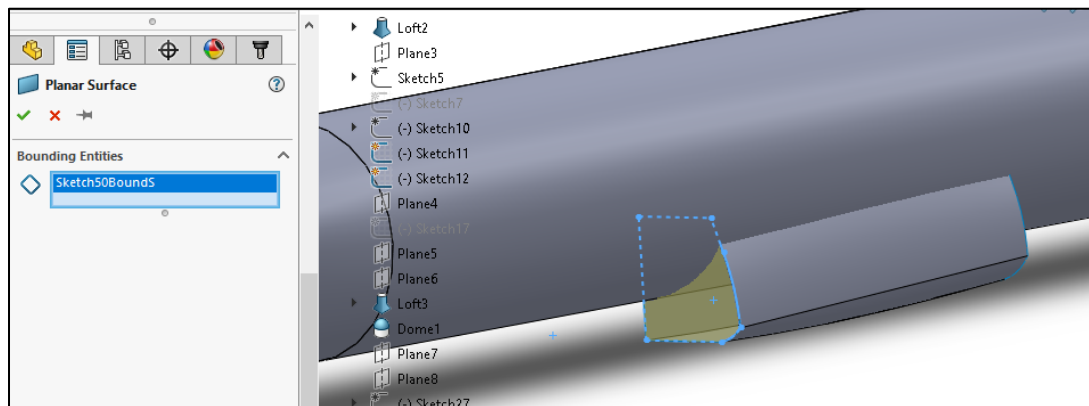 Planar Surface
Bounding Entities
Sketch50BoundS
Loft2
Plane3
Sketch5
(-) Sketch7
(-) Sketch10
(-) Sketch11
(-) Sketch12
Plane4
(-) Sketch17
Plane5
Plane6
Loft3
Dome1
Plane7
Plane8
(-) Sketch27